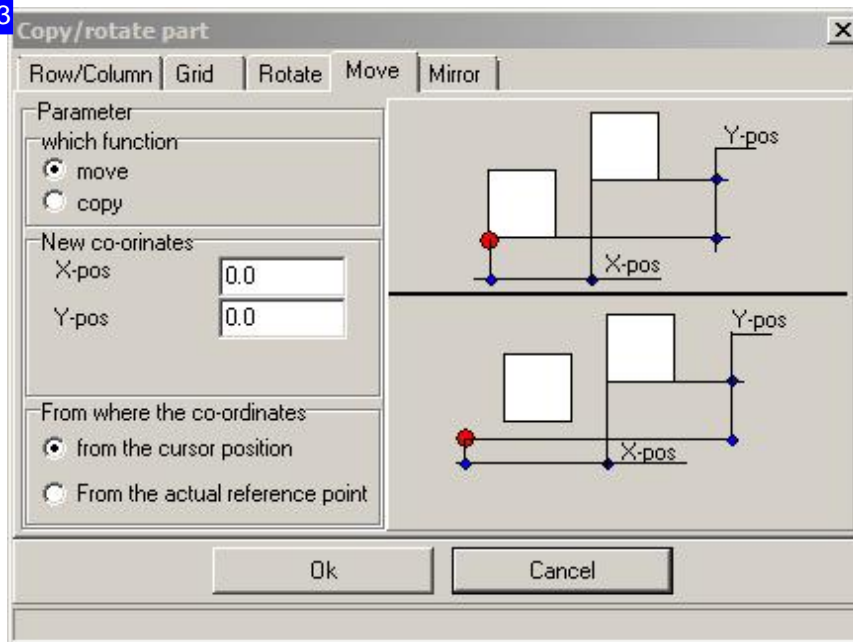 3
Copy/rotate part
Row/Column Grid Rotate Move Mirror
Parameter
which function
move
copy
New co-orinates
X-pos 0.0
Y-pos 0.0
From where the co-ordinates
from the cursor position
From the actual reference point
Y-pos
X-pos
Y-pos
X-pos
Ok Cancel